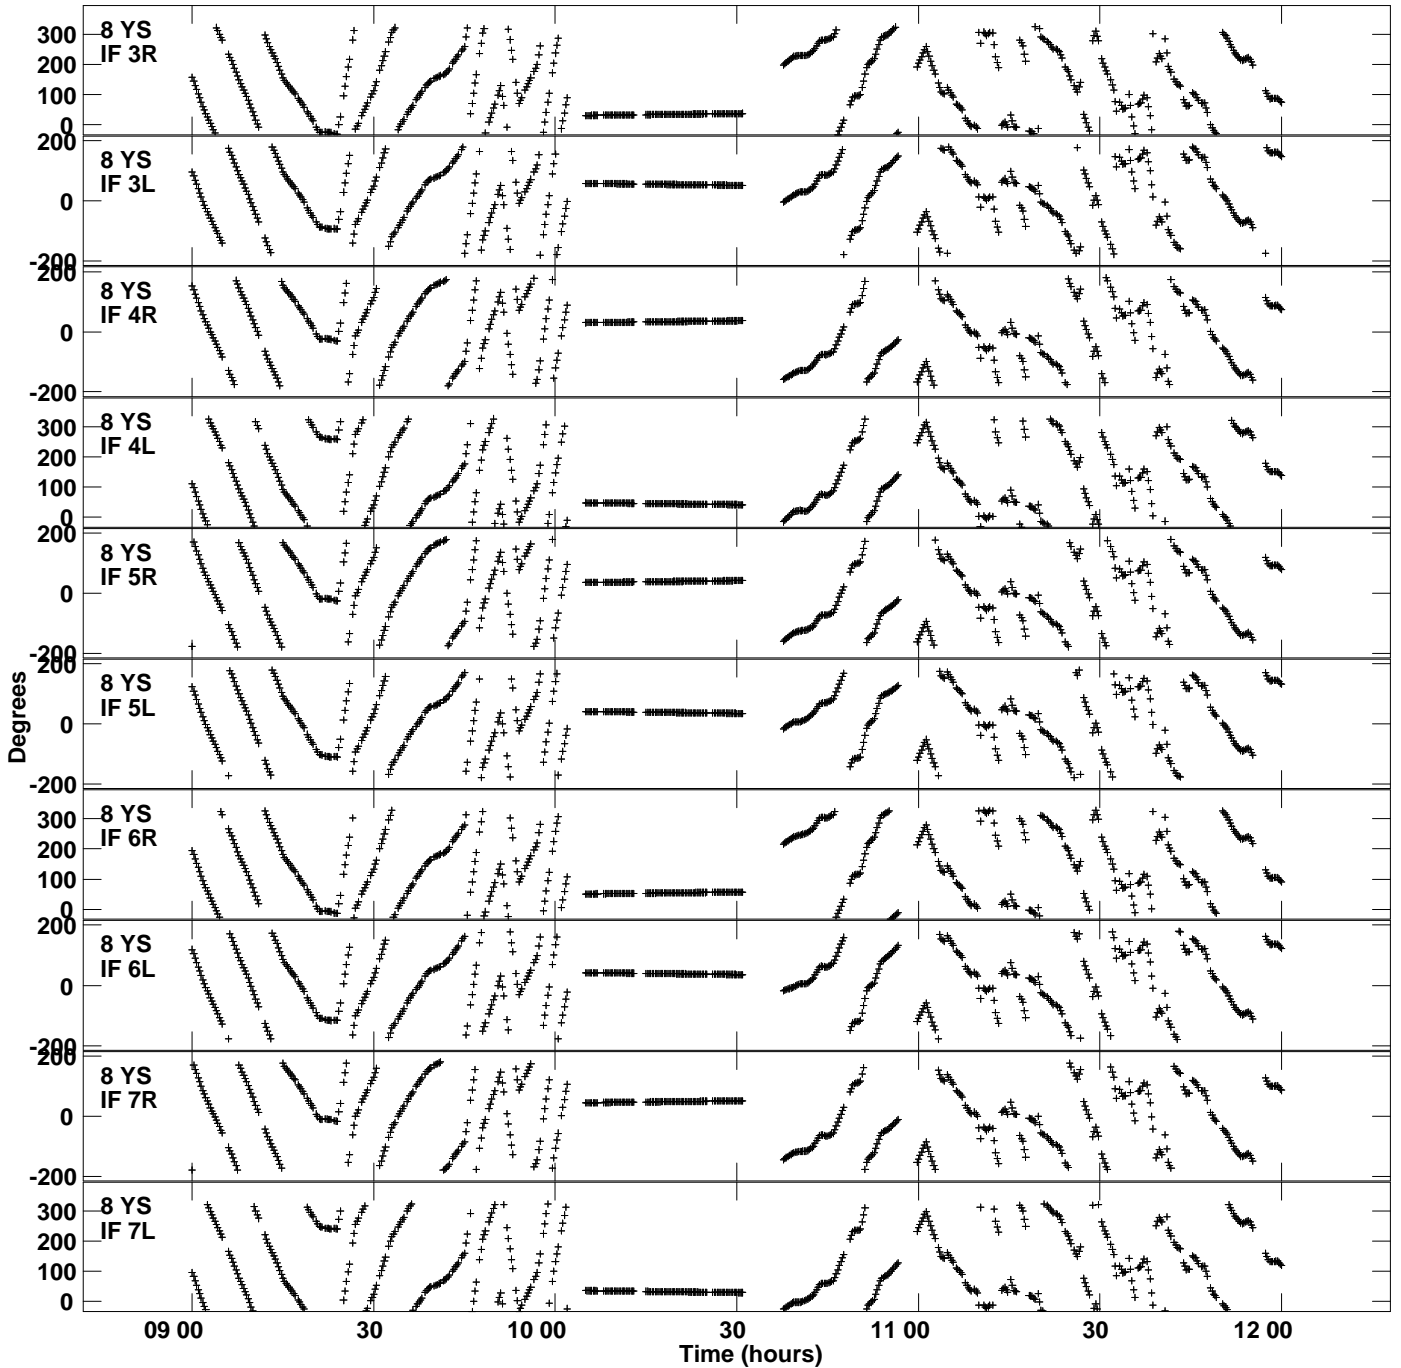 8 YS
IF 3R
300
200
100
0
8 YS
IF 3L
200
0
-200
8 YS
IF 4R
200
0
-200
8 YS
IF 4L
300
200
100
0
8 YS
IF 5R
200
0
-200
8 YS
IF 5L
200
0
-200
8 YS
IF 6R
300
200
100
0
8 YS
IF 6L
200
0
-200
8 YS
IF 7R
200
0
-200
8 YS
IF 7L
300
200
100
0
Degrees
09 00 30 10 00 30 11 00 30 12 00
Time (hours)